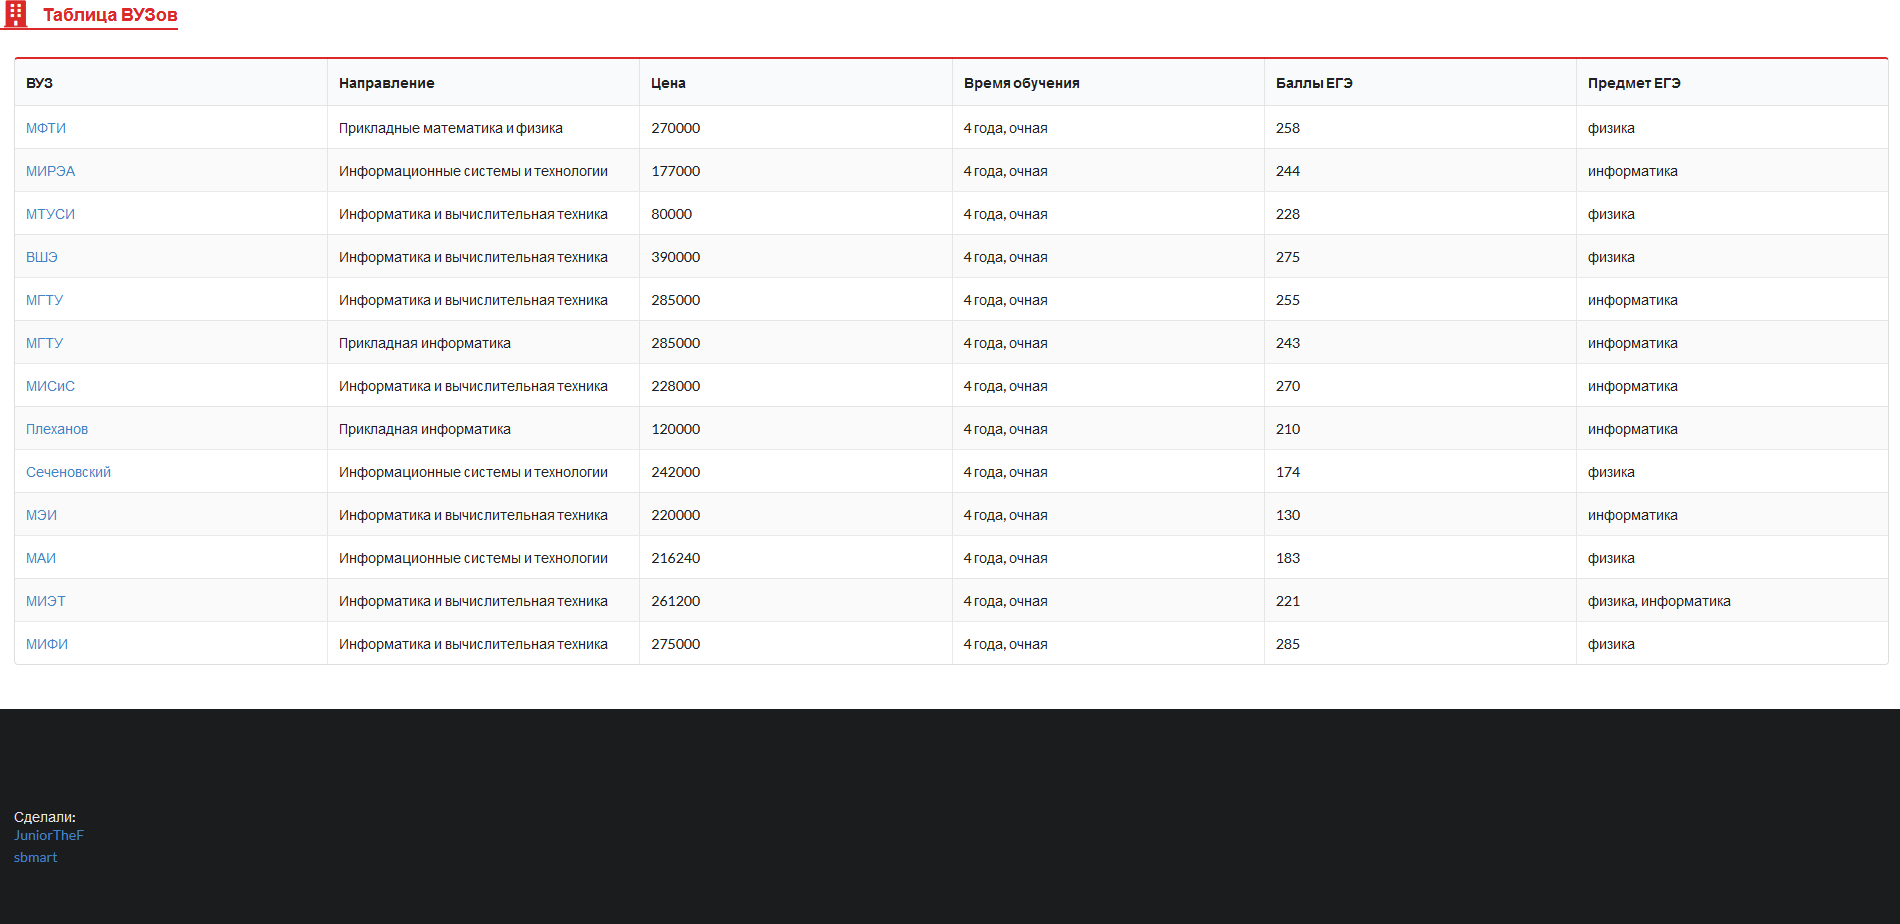 Таблица ВУЗов
ВУЗ Направление Цена Время обучения Баллы ЕГЭ Предмет ЕГЭ
МФТИ Прикладные математика и физика 270000 4 года, очная 258 физика
МИРЭА Информационные системы и технологии 177000 4 года, очная 244 информатика
МТУСИ Информатика и вычислительная техника 80000 4 года, очная 228 физика
ВШЭ Информатика и вычислительная техника 390000 4 года, очная 275 физика
МГТУ Информатика и вычислительная техника 285000 4 года, очная 255 информатика
МГТУ Прикладная информатика 285000 4 года, очная 243 информатика
МИСиС Информатика и вычислительная техника 228000 4 года, очная 270 информатика
Плеханов Прикладная информатика 120000 4 года, очная 210 информатика
Сеченовский Информационные системы и технологии 242000 4 года, очная 174 физика
МЭИ Информатика и вычислительная техника 220000 4 года, очная 130 информатика
МАИ Информационные системы и технологии 216240 4 года, очная 183 физика
МИЭТ Информатика и вычислительная техника 261200 4 года, очная 221 физика, информатика
МИФИ Информатика и вычислительная техника 275000 4 года, очная 285 физика
Сделали:
JuniorTheF
sbmart